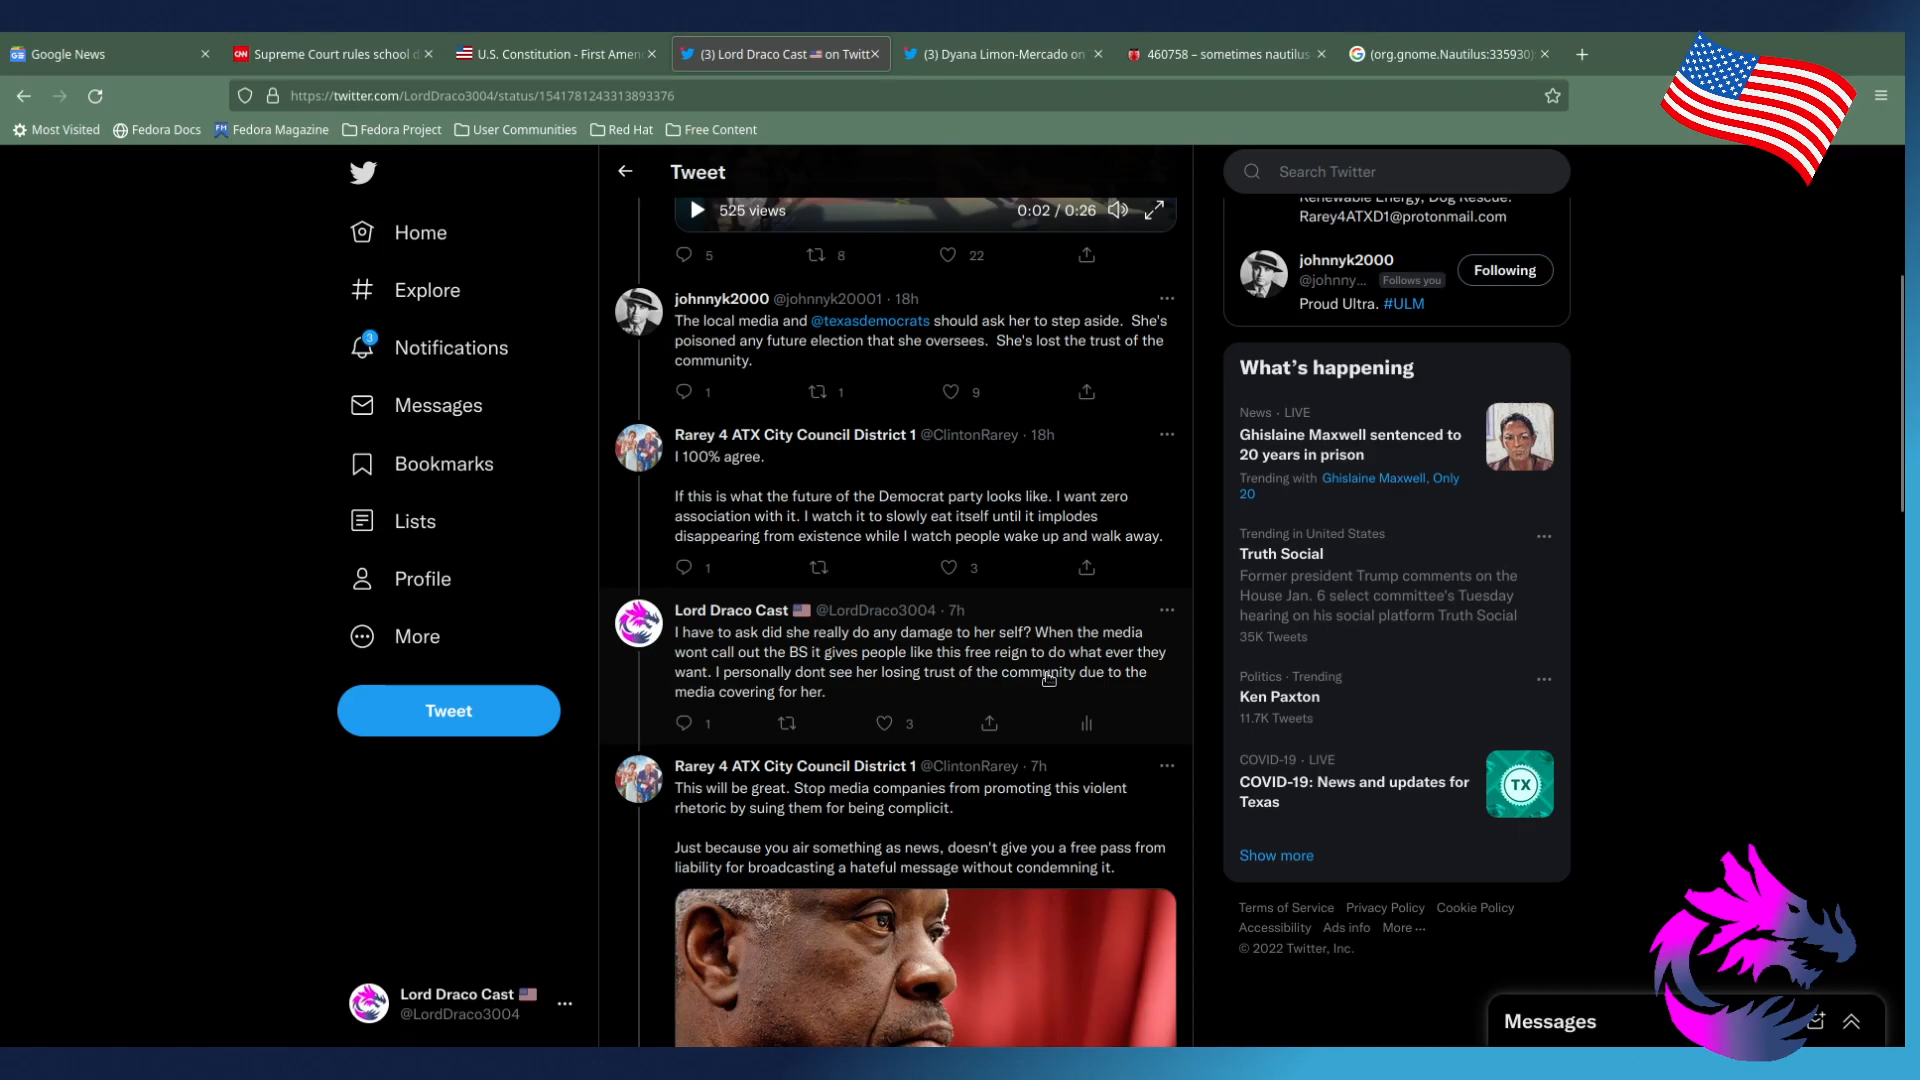 Google News
Supreme Court rules school d
U.S. Constitution - First Amen
(3) Lord Draco Cast 🇺🇸 on Twitt
(3) Dyana Limon-Mercado on
460758 – sometimes nautilus
(org.gnome.Nautilus:335930):
https://twitter.com/LordDraco3004/status/1541781243313893376
Most Visited
Fedora Docs
Fedora Magazine
Fedora Project
User Communities
Red Hat
Free Content
Home
Explore
3
Notifications
Messages
Bookmarks
Lists
Profile
More
Tweet
Lord Draco Cast 🇺🇸
@LordDraco3004
Tweet
525 views
0:02 / 0:26
5 8 22
johnnyk2000 @johnnyk20001 · 18h
The local media and @texasdemocrats should ask her to step aside.  She's
poisoned any future election that she oversees.  She's lost the trust of the
community.
1 1 9
Rarey 4 ATX City Council District 1 @ClintonRarey · 18h
I 100% agree.
If this is what the future of the Democrat party looks like. I want zero
association with it. I watch it to slowly eat itself until it implodes
disappearing from existence while I watch people wake up and walk away.
1 3
Lord Draco Cast 🇺🇸 @LordDraco3004 · 7h
I have to ask did she really do any damage to her self? When the media
wont call out the BS it gives people like this free reign to do what ever they
want. I personally dont see her losing trust of the community due to the
media covering for her.
1 3
Rarey 4 ATX City Council District 1 @ClintonRarey · 7h
This will be great. Stop media companies from promoting this violent
rhetoric by suing them for being complicit.
Just because you air something as news, doesn't give you a free pass from
liability for broadcasting a hateful message without condemning it.
Search Twitter
Renewable Energy, Dog Rescue.
Rarey4ATXD1@protonmail.com
johnnyk2000
@johnny... Follows you
Following
Proud Ultra. #ULM
What's happening
News · LIVE
Ghislaine Maxwell sentenced to
20 years in prison
Trending with Ghislaine Maxwell, Only
20
Trending in United States
Truth Social
Former president Trump comments on the
House Jan. 6 select committee's Tuesday
hearing on his social platform Truth Social
35K Tweets
Politics · Trending
Ken Paxton
11.7K Tweets
COVID-19 · LIVE
COVID-19: News and updates for
Texas
TX
Show more
Terms of Service Privacy Policy Cookie Policy
Accessibility Ads info More ...
© 2022 Twitter, Inc.
Messages